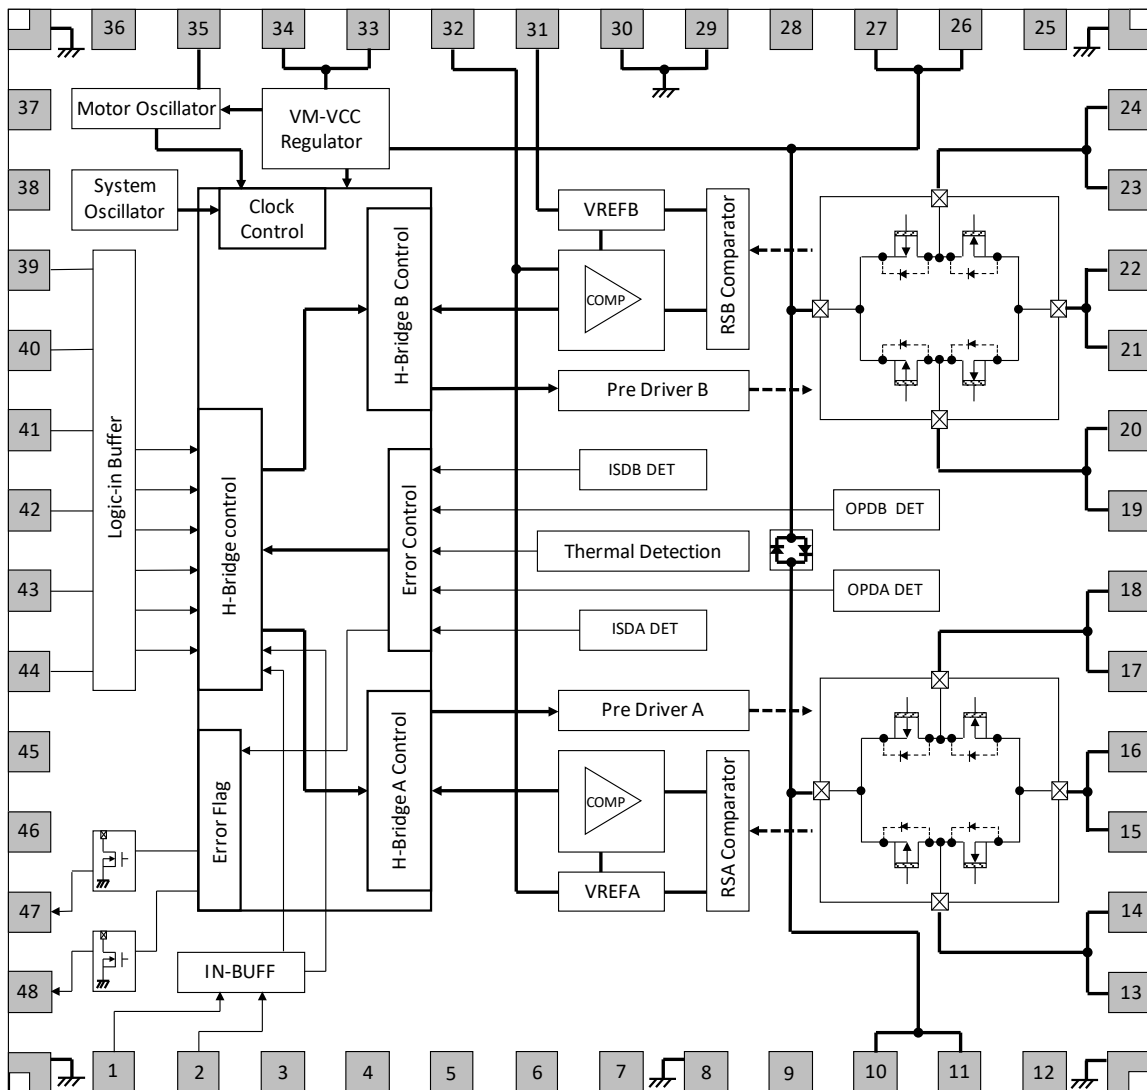 36
35
34
33
32
31
30
29
28
27
26
25
37
Motor Oscillator
VM-VCC
Regulator
24
38
System
Oscillator
Clock
Control
VREFB
23
39
H-Bridge B Control
COMP
RSB Comparator
22
40
21
Pre Driver B
41
Logic-in Buffer
H-Bridge control
20
ISDB DET
42
Error Control
OPDB DET
19
Thermal Detection
43
OPDA DET
18
ISDA DET
44
17
Pre Driver A
45
H-Bridge A Control
16
46
Error Flag
COMP
RSA Comparator
15
47
VREFA
14
48
IN-BUFF
13
1
2
3
4
5
6
7
8
9
10
11
12